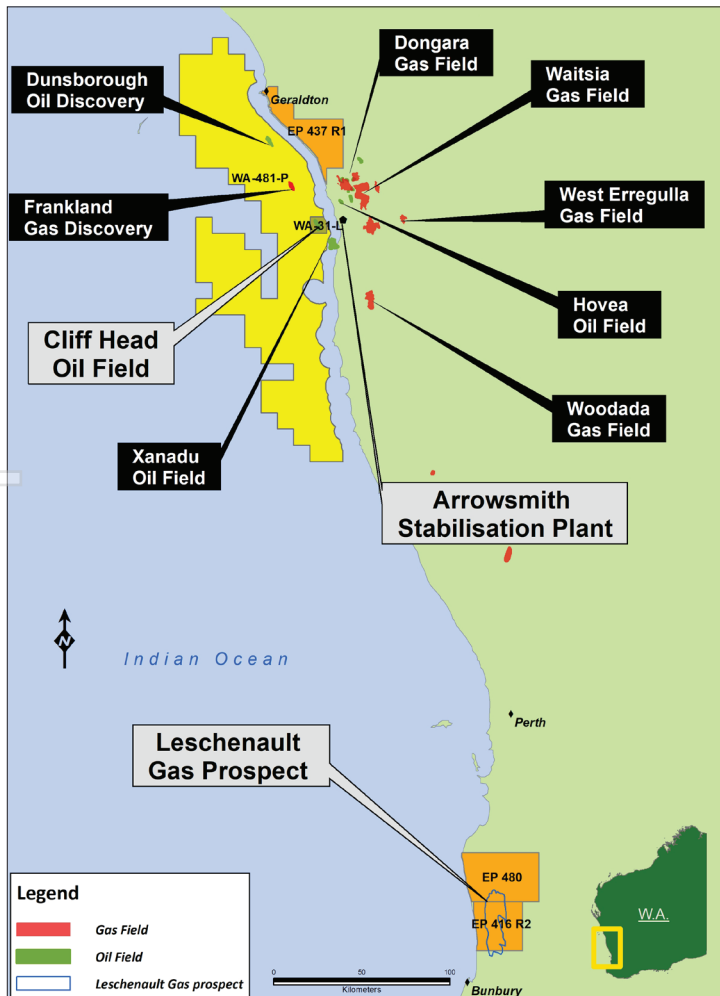 Dongara
Gas Field
Dunsborough
Oil Discovery
Waitsia
Gas Field
Geraldton
EP 437 R1
WA-481-P
West Erregulla
Gas Field
Frankland
Gas Discovery
WA-31-L
Hovea
Oil Field
Cliff Head
Oil Field
Woodada
Gas Field
Xanadu
Oil Field
Arrowsmith
Stabilisation Plant
N
Indian Ocean
Perth
Leschenault
Gas Prospect
EP 480
EP 416 R2
W.A.
Legend
Gas Field
Oil Field
Leschenault Gas prospect
0 50 100
Kilometers
Bunbury